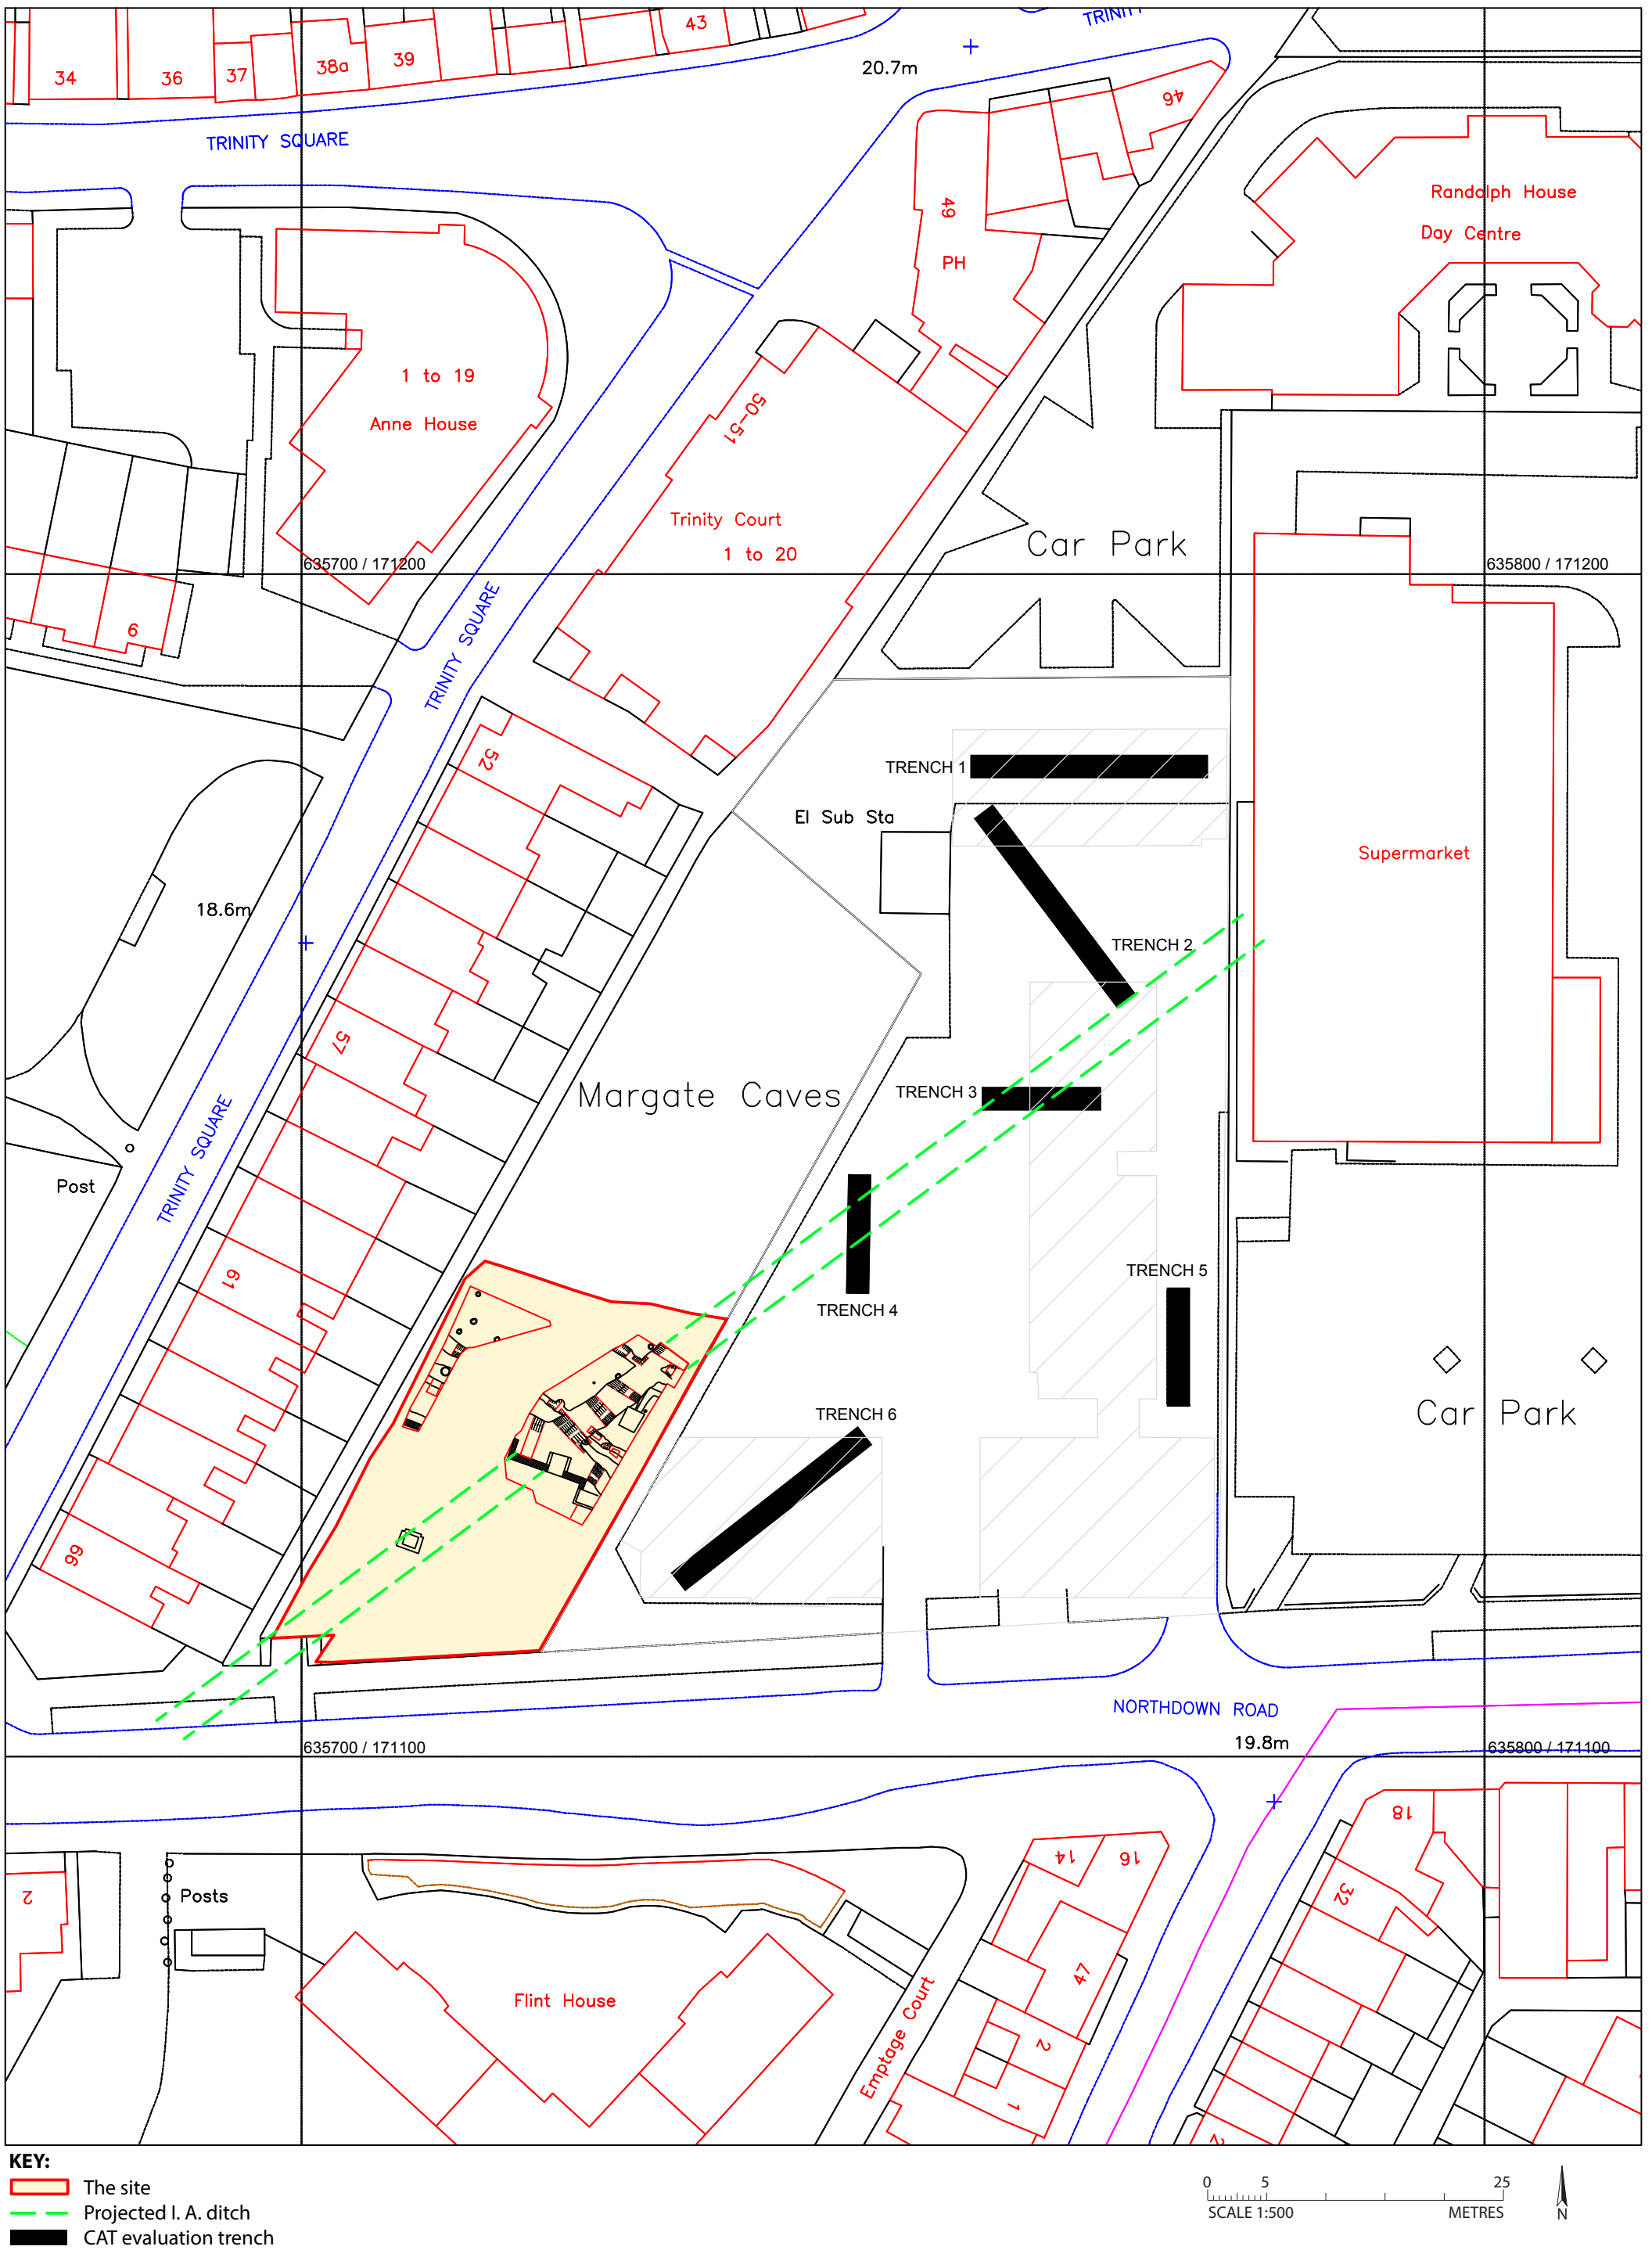 TRINITY
43
34
36
37
38a
39
20.7m
46
TRINITY SQUARE
49
PH
Randolph House
Day Centre
1 to 19
Anne House
50-51
Trinity Court
1 to 20
Car Park
635700 / 171200
635800 / 171200
6
TRINITY SQUARE
52
TRENCH 1
El Sub Sta
Supermarket
18.6m
TRENCH 2
57
Margate Caves
TRENCH 3
TRINITY SQUARE
Post
61
TRENCH 4
TRENCH 5
TRENCH 6
Car Park
66
NORTHDOWN ROAD
19.8m
635700 / 171100
635800 / 171100
18
14
16
2
Posts
32
47
Flint House
Emptage Court
2
1
2
KEY:
The site
Projected I. A. ditch
CAT evaluation trench
0 5 25
SCALE 1:500 METRES
N